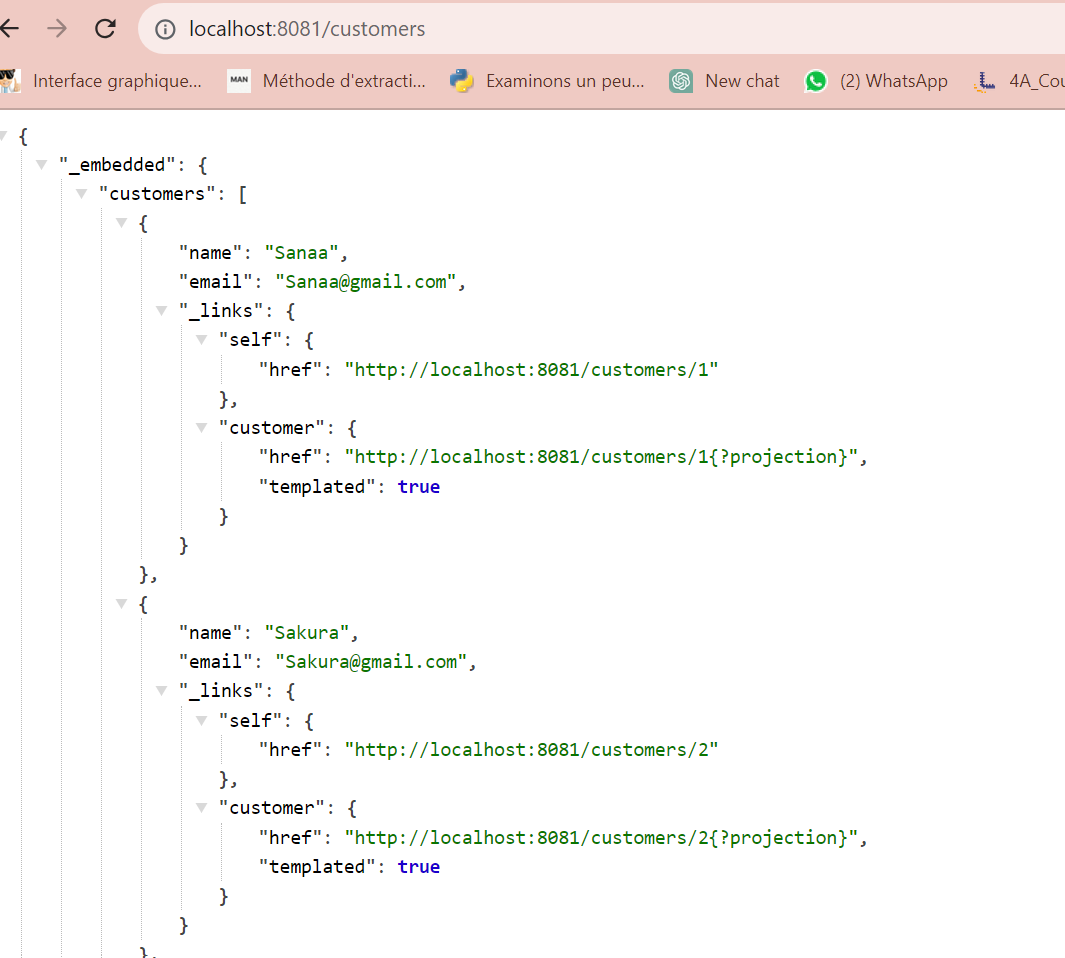 localhost:8081/customers
Interface graphique... MAN Méthode d'extracti... Examinons un peu... New chat (2) WhatsApp 4A_Cou
{
"_embedded": {
"customers": [
{
"name": "Sanaa",
"email": "Sanaa@gmail.com",
"_links": {
"self": {
"href": "http://localhost:8081/customers/1"
},
"customer": {
"href": "http://localhost:8081/customers/1{?projection}",
"templated": true
}
}
},
{
"name": "Sakura",
"email": "Sakura@gmail.com",
"_links": {
"self": {
"href": "http://localhost:8081/customers/2"
},
"customer": {
"href": "http://localhost:8081/customers/2{?projection}",
"templated": true
}
}
},